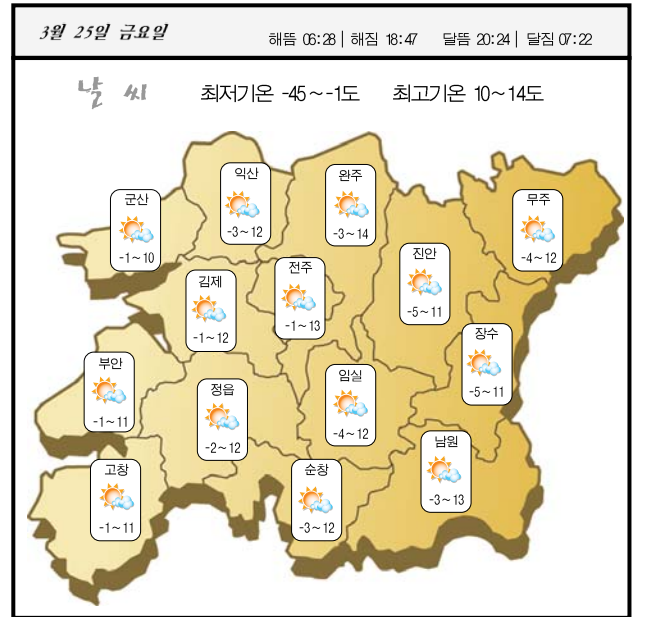 3월 25일 금요일
해뜸 06:28 | 해짐 18:47 달뜸 20:24 | 달짐 07:22
날 씨 최저기온 -45~-1도 최고기온 10~14도
익산
-3~12
완주
-3~14
군산
-1~10
무주
-4~12
진안
-5~11
전주
-1~13
김제
-1~12
장수
-5~11
부안
-1~11
임실
-4~12
정읍
-2~12
남원
-3~13
고창
-1~11
순창
-3~12